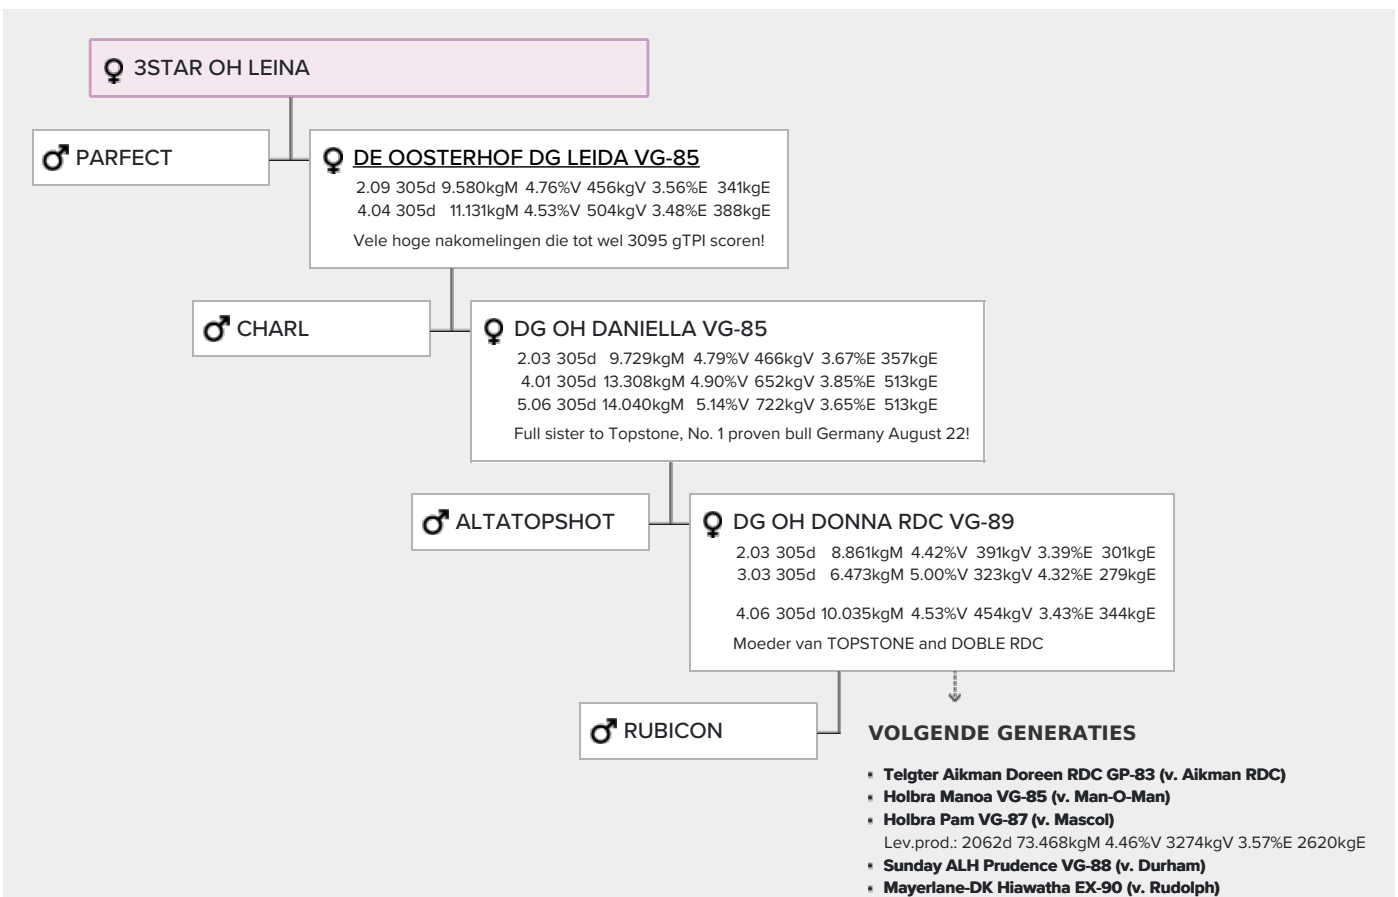 3STAR OH LEINA
PARFECT
DE OOSTERHOF DG LEIDA VG-85
2.09 305d 9.580kgM 4.76%V 456kgV 3.56%E 341kgE
4.04 305d 11.131kgM 4.53%V 504kgV 3.48%E 388kgE
Vele hoge nakomelingen die tot wel 3095 gTPI scoren!
CHARL
DG OH DANIELLA VG-85
2.03 305d 9.729kgM 4.79%V 466kgV 3.67%E 357kgE
4.01 305d 13.308kgM 4.90%V 652kgV 3.85%E 513kgE
5.06 305d 14.040kgM 5.14%V 722kgV 3.65%E 513kgE
Full sister to Topstone, No. 1 proven bull Germany August 22!
ALTATOPSHOT
DG OH DONNA RDC VG-89
2.03 305d 8.861kgM 4.42%V 391kgV 3.39%E 301kgE
3.03 305d 6.473kgM 5.00%V 323kgV 4.32%E 279kgE
4.06 305d 10.035kgM 4.53%V 454kgV 3.43%E 344kgE
Moeder van TOPSTONE and DOBLE RDC
RUBICON
VOLGENDE GENERATIES
Telgter Aikman Doreen RDC GP-83 (v. Aikman RDC)
Holbra Manoa VG-85 (v. Man-O-Man)
Holbra Pam VG-87 (v. Mascol)
Lev.prod.: 2062d 73.468kgM 4.46%V 3274kgV 3.57%E 2620kgE
Sunday ALH Prudence VG-88 (v. Durham)
Mayerlane-DK Hiawatha EX-90 (v. Rudolph)